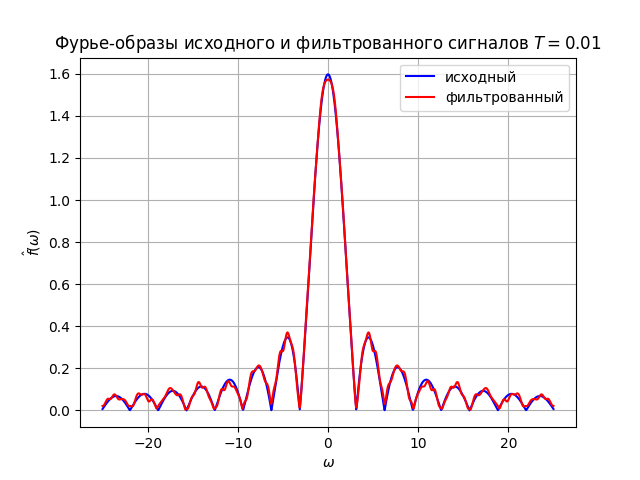 Фурье-образы исходного и фильтрованного сигналов T = 0.01
исходный
фильтрованный
1.6
1.4
1.2
1.0
0.8
0.6
0.4
0.2
0.0
f̂(ω)
−20 −10 0 10 20
ω